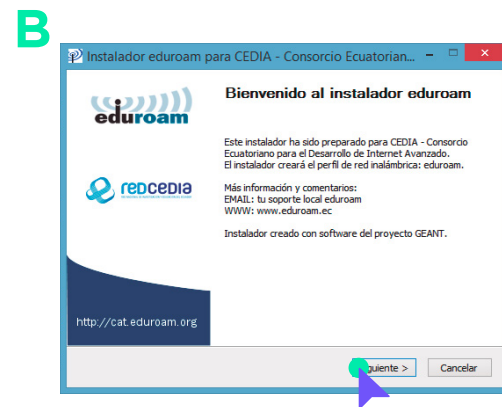 B
Instalador eduroam para CEDIA - Consorcio Ecuatorian...
eduroam
Bienvenido al instalador eduroam
Este instalador ha sido preparado para CEDIA - Consorcio
Ecuatoriano para el Desarrollo de Internet Avanzado.
El instalador creará el perfil de red inalámbrica: eduroam.
redcedia
Más información y comentarios:
EMAIL: tu soporte local eduroam
WWW: www.eduroam.ec
Instalador creado con software del proyecto GEANT.
http://cat.eduroam.org
guiente >
Cancelar